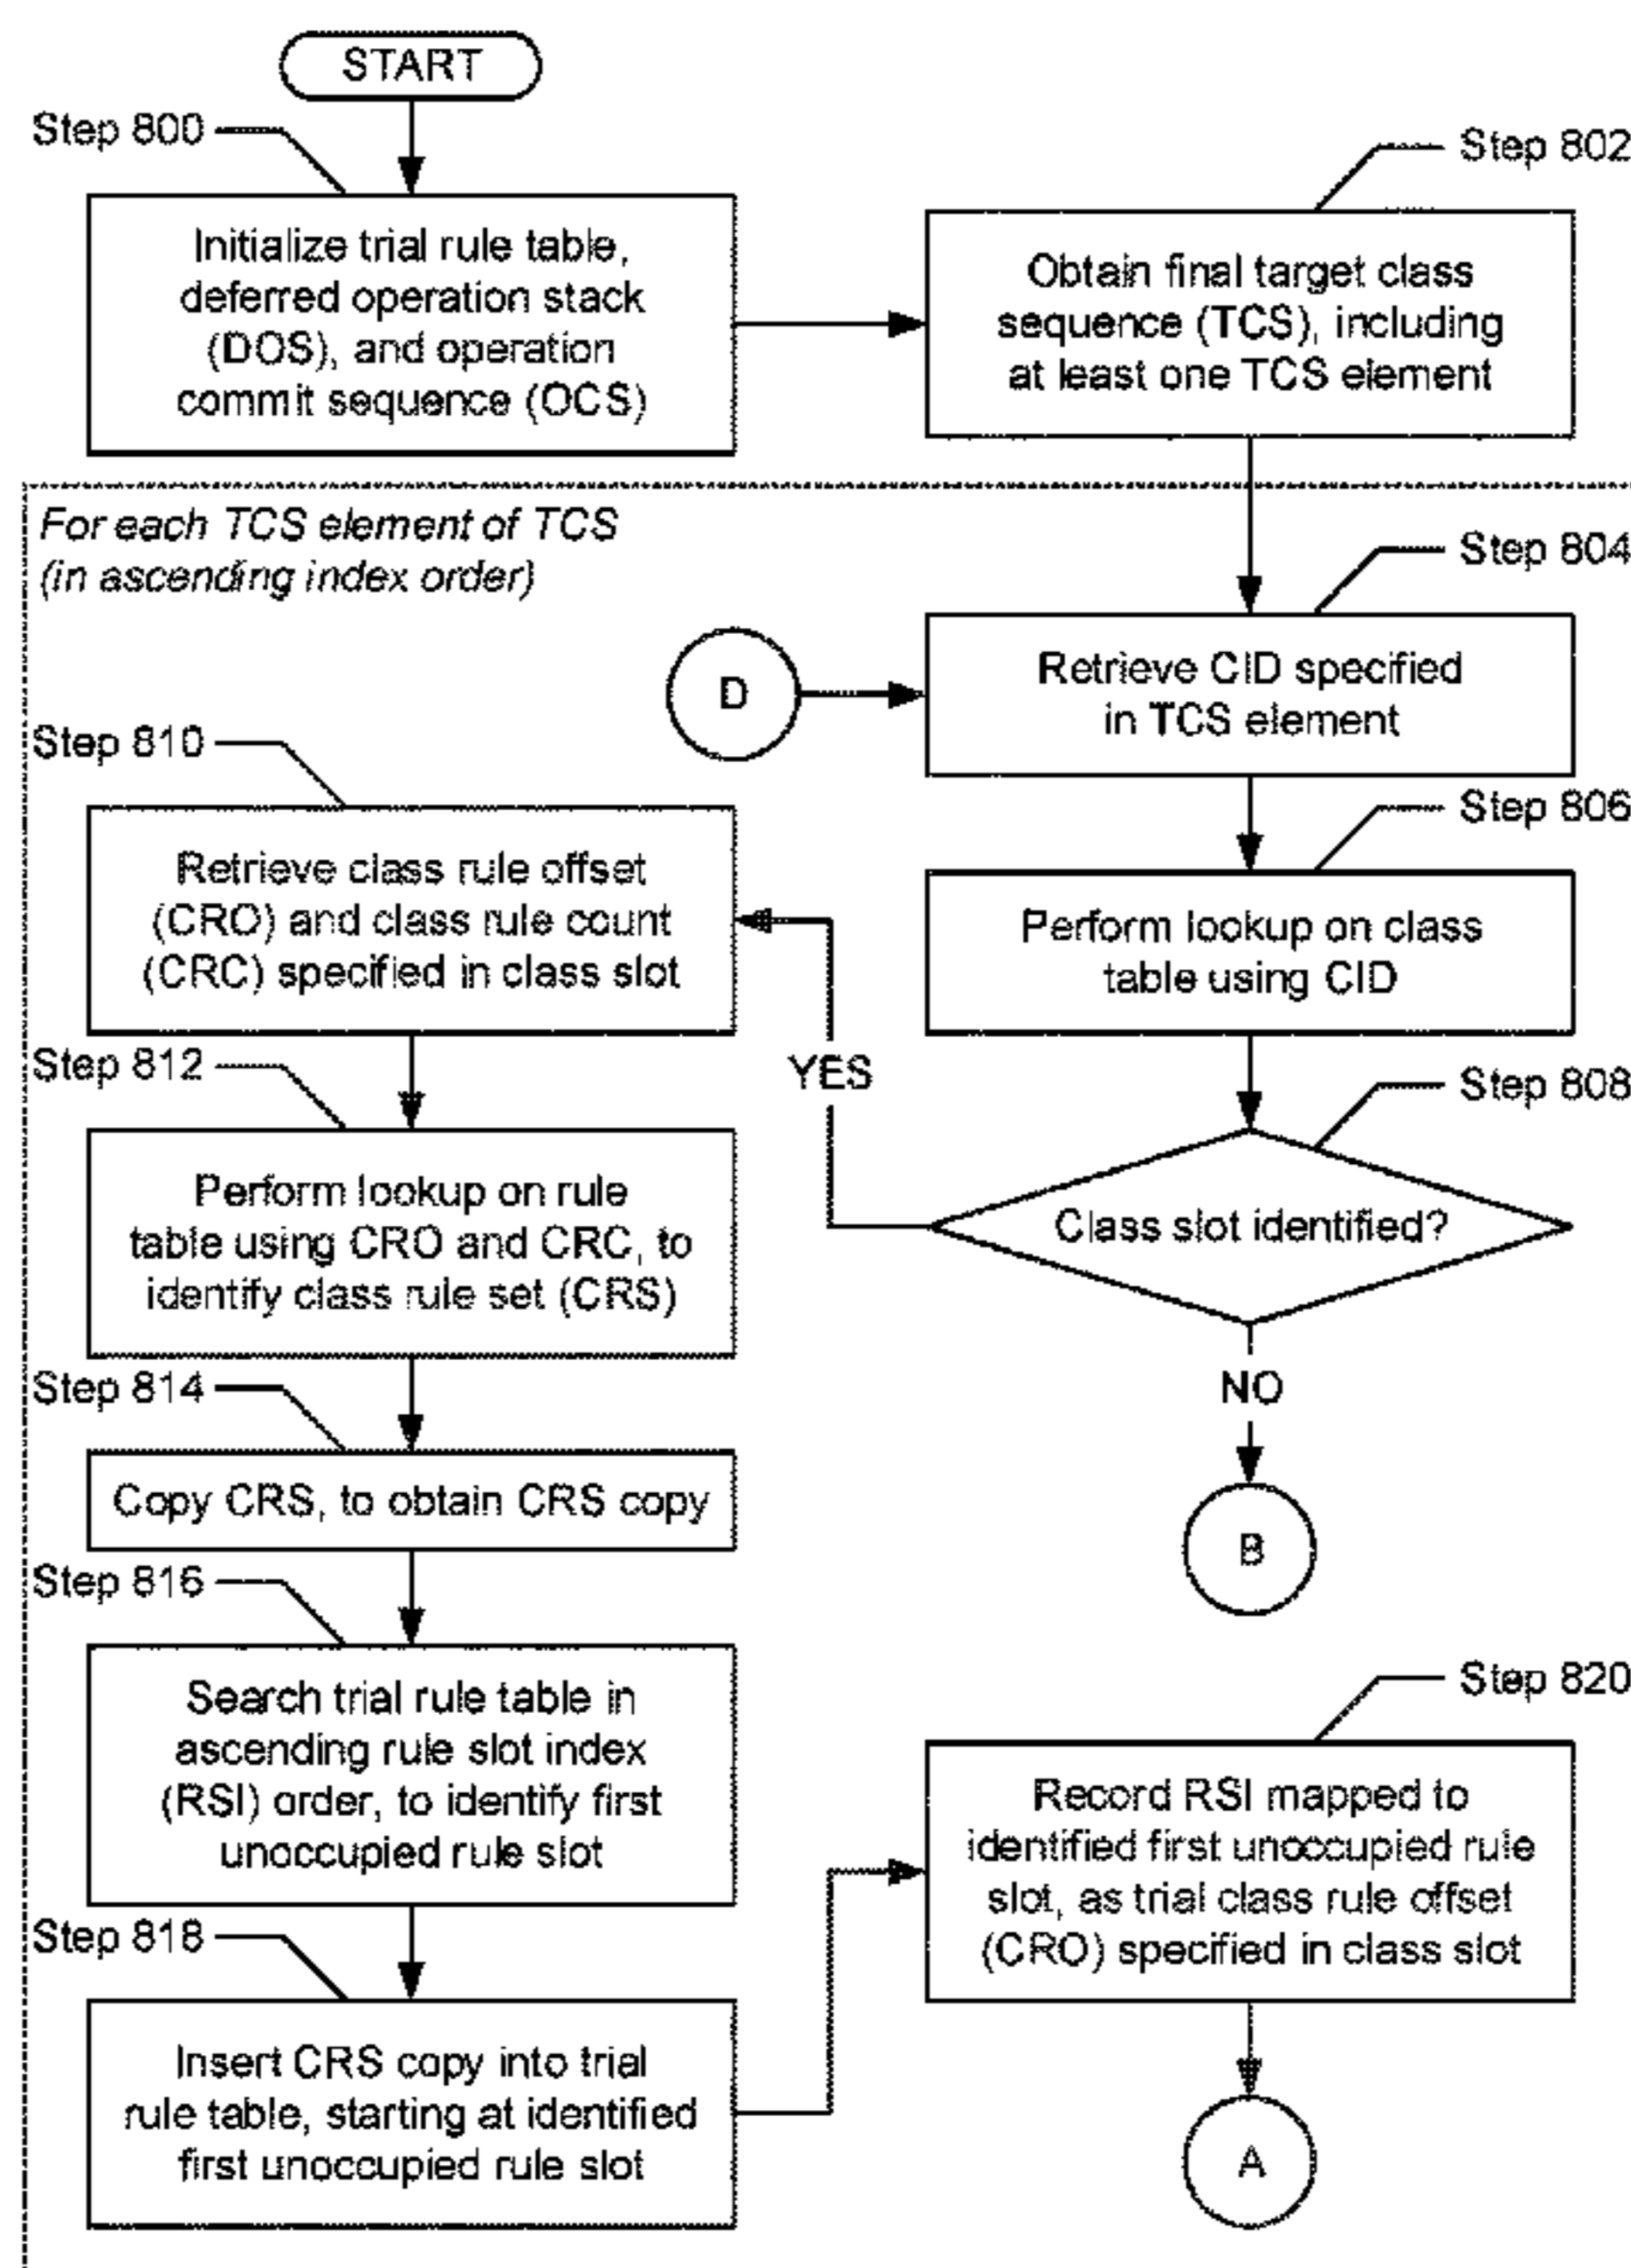 START
Step 800
Initialize trial rule table,
deferred operation stack
(DOS), and operation
commit sequence (OCS)
Step 802
Obtain final target class
sequence (TCS), including
at least one TCS element
For each TCS element of TCS
(in ascending index order)
Step 804
D
Retrieve CID specified
in TCS element
Step 806
Perform lookup on class
table using CID
Step 808
Class slot identified?
YES
NO
B
Step 810
Retrieve class rule offset
(CRO) and class rule count
(CRC) specified in class slot
Step 812
Perform lookup on rule
table using CRO and CRC, to
identify class rule set (CRS)
Step 814
Copy CRS, to obtain CRS copy
Step 816
Search trial rule table in
ascending rule slot index
(RSI) order, to identify first
unoccupied rule slot
Step 818
Insert CRS copy into trial
rule table, starting at identified
first unoccupied rule slot
Step 820
Record RSI mapped to
identified first unoccupied rule
slot, as trial class rule offset
(CRO) specified in class slot
A